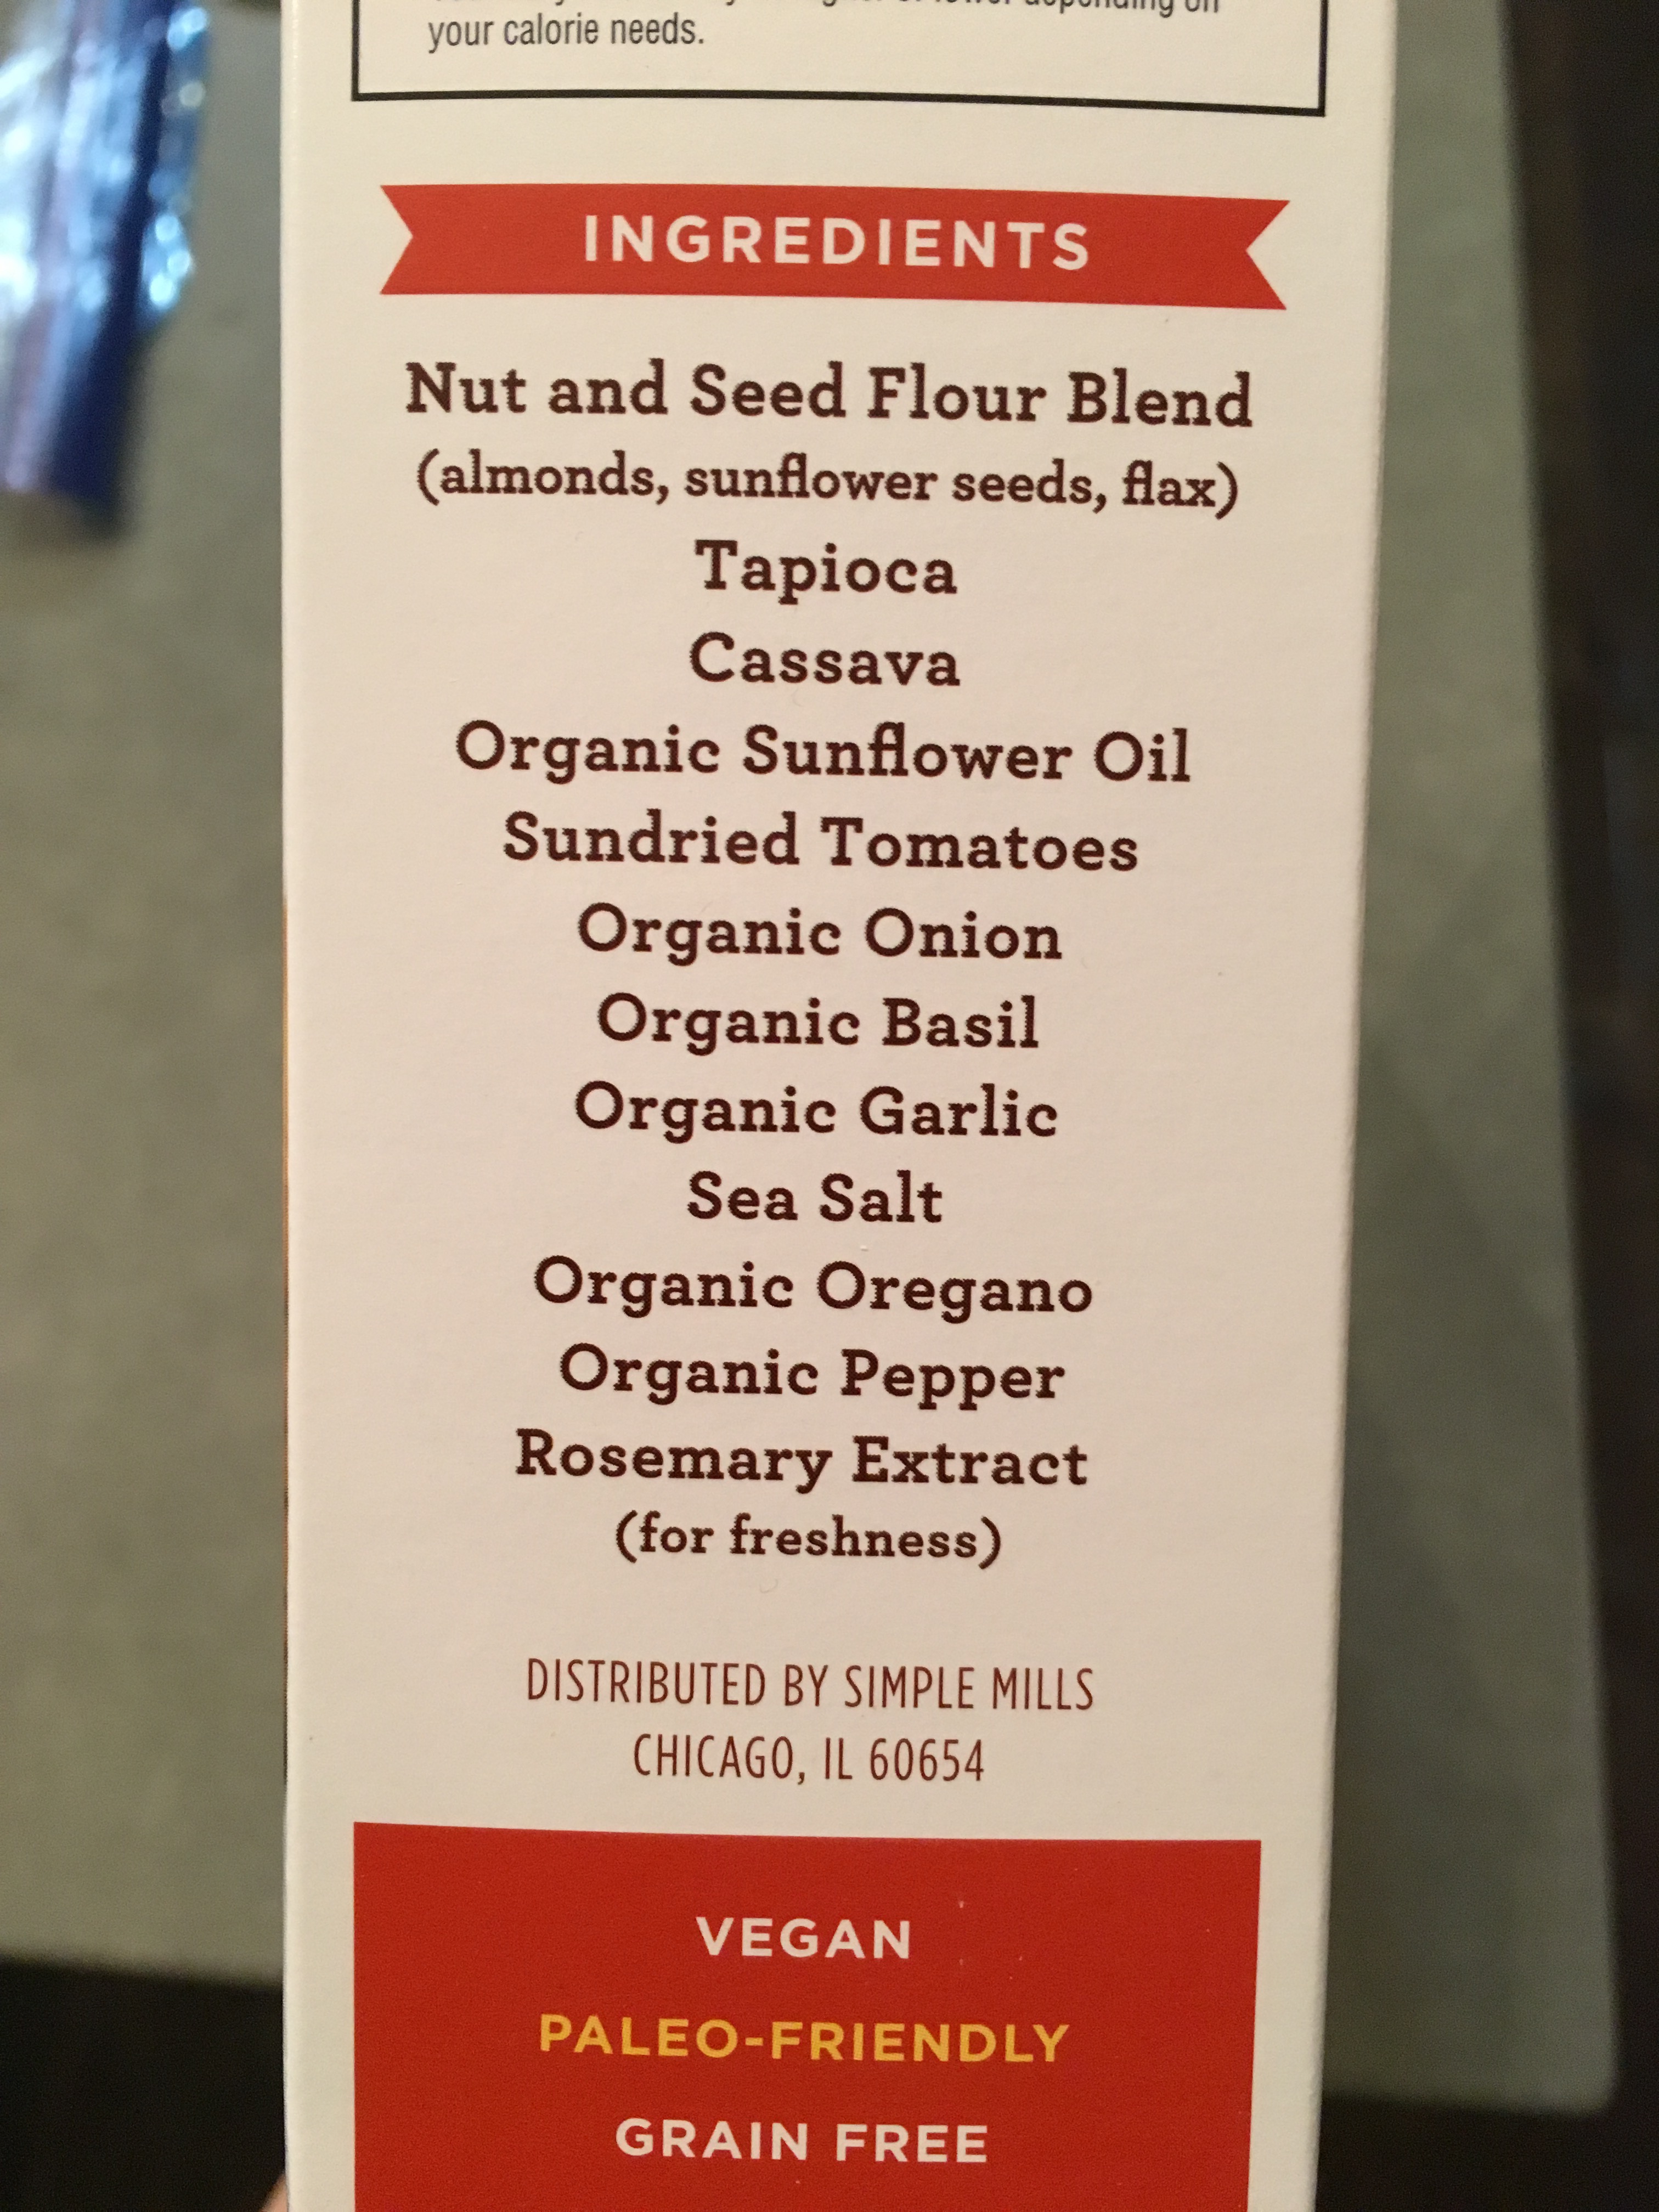 depending on
your calorie needs.
INGREDIENTS
Nut and Seed Flour Blend
(almonds, sunflower seeds, flax)
Tapioca
Cassava
Organic Sunflower Oil
Sundried Tomatoes
Organic Onion
Organic Basil
Organic Garlic
Sea Salt
Organic Oregano
Organic Pepper
Rosemary Extract
(for freshness)
DISTRIBUTED BY SIMPLE MILLS
CHICAGO, IL 60654
VEGAN
PALEO-FRIENDLY
GRAIN FREE